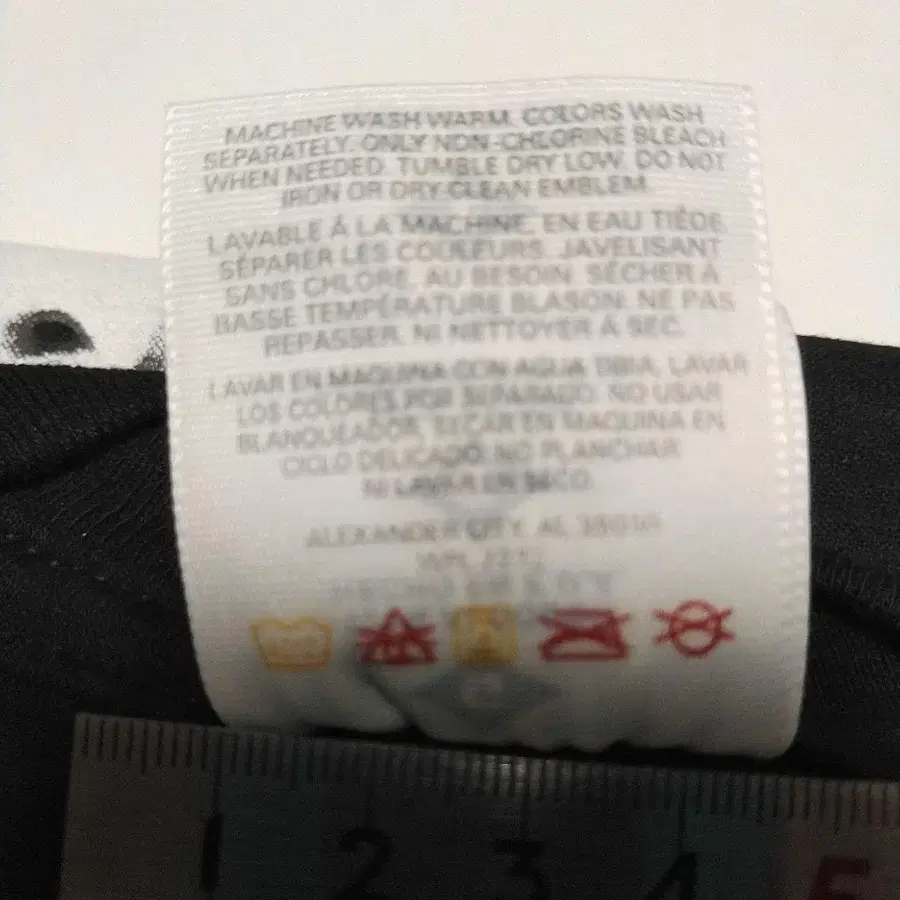 MACHINE WASH WARM. COLORS WASH
SEPARATELY. ONLY NON-CHLORINE BLEACH
WHEN NEEDED. TUMBLE DRY LOW. DO NOT
IRON OR DRY-CLEAN EMBLEM.
LAVABLE À LA MACHINE, EN EAU TIÈDE.
SÉPARER LES COULEURS. JAVELISANT
SANS CHLORE, AU BESOIN. SÉCHER À
BASSE TEMPÉRATURE BLASON: NE PAS
REPASSER, NI NETTOYER À SEC.
LAVAR EN MAQUINA CON AGUA TIBIA, LAVAR
LOS COLORES POR SEPARADO. NO USAR
BLANQUEADOR, SECAR EN MAQUINA EN
CICLO DELICADO. NO PLANCHAR
NI LAVAR EN SECO.
ALEXANDER CITY, AL 35010
1 2 3 4 5